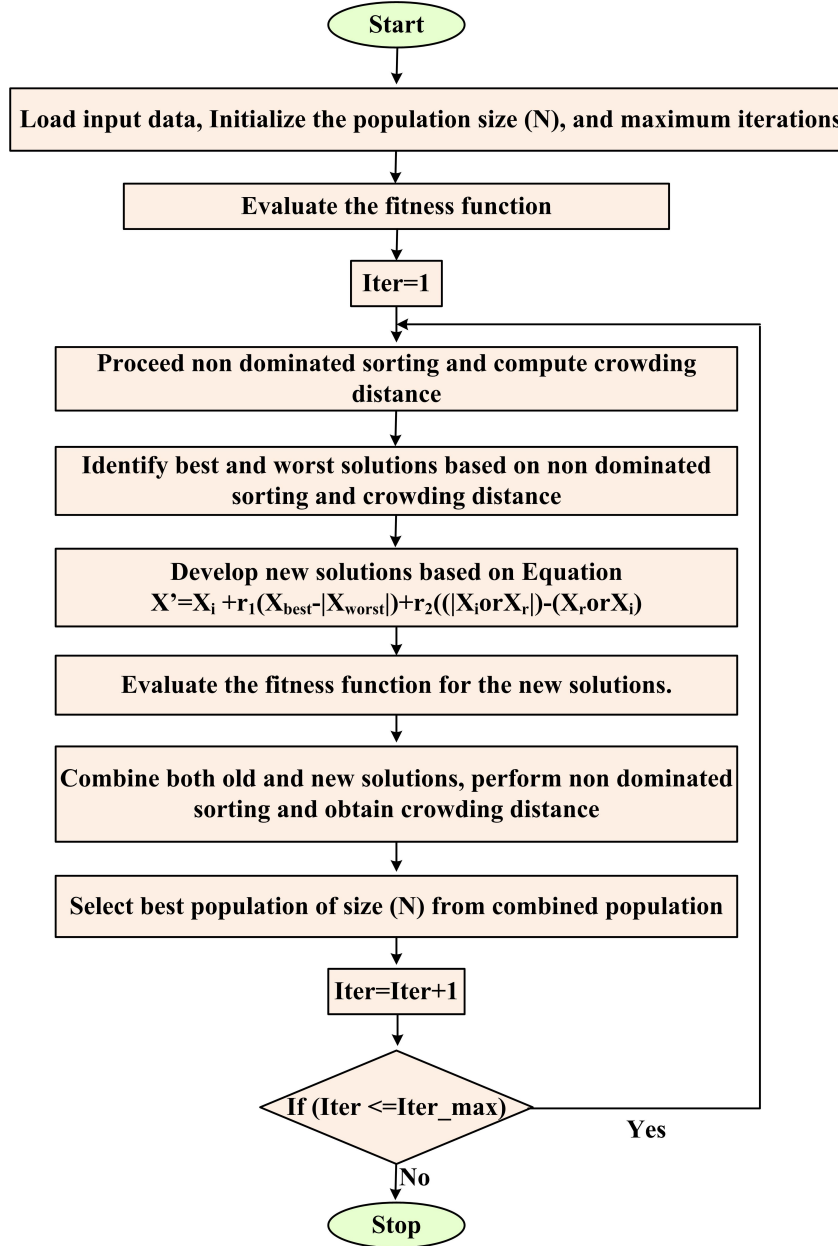 Start
Load input data, Initialize the population size (N), and maximum iterations
Evaluate the fitness function
Iter=1
Proceed non dominated sorting and compute crowding
distance
Identify best and worst solutions based on non dominated
sorting and crowding distance
Develop new solutions based on Equation
X’=Xᵢ +r₁(X_best-|X_worst|)+r₂((|XᵢorXᵣ|)-(XᵣorXᵢ)
Evaluate the fitness function for the new solutions.
Combine both old and new solutions, perform non dominated
sorting and obtain crowding distance
Select best population of size (N) from combined population
Iter=Iter+1
If (Iter <=Iter_max)
Yes
No
Stop